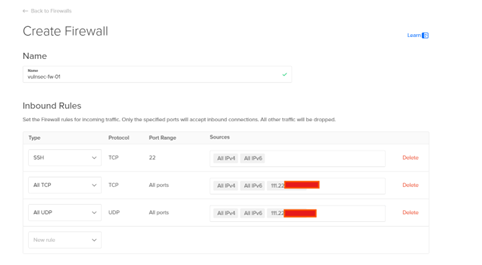 ← Back to Firewalls
Create Firewall
Learn
Name
Name
vulnsec-fw-01
Inbound Rules
Set the Firewall rules for incoming traffic. Only the specified ports will accept inbound connections. All other traffic will be dropped.
Type Protocol Port Range Sources
SSH TCP 22 All IPv4 All IPv6 Delete
All TCP TCP All ports All IPv4 All IPv6 111.22 Delete
All UDP UDP All ports All IPv4 All IPv6 111.22 Delete
New rule